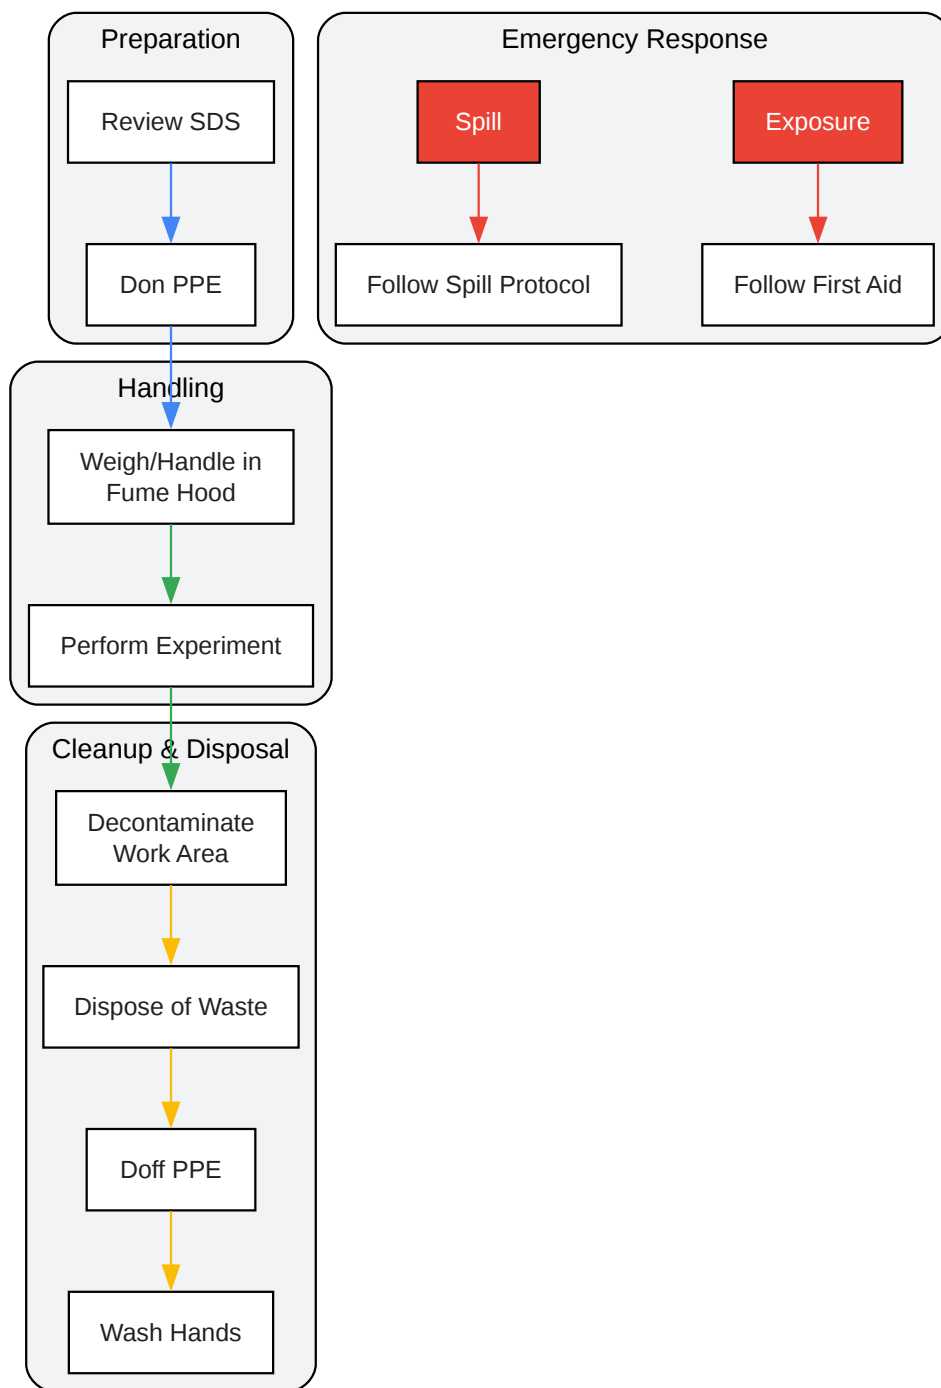 Preparation
Review SDS
Don PPE
Emergency Response
Spill
Exposure
Follow Spill Protocol
Follow First Aid
Handling
Weigh/Handle in
Fume Hood
Perform Experiment
Cleanup & Disposal
Decontaminate
Work Area
Dispose of Waste
Doff PPE
Wash Hands